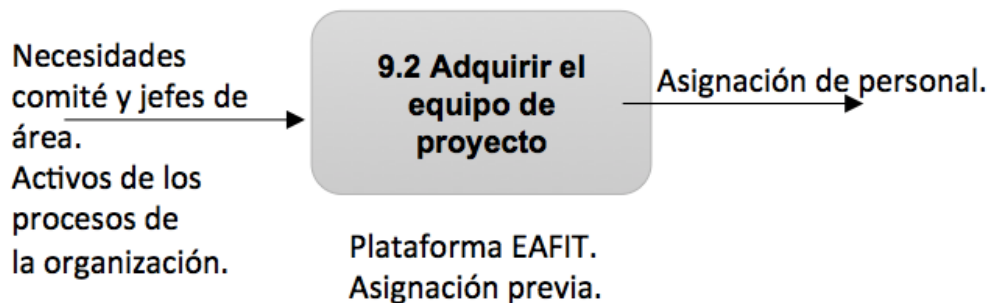 Necesidades
comité y jefes de
área.
Activos de los
procesos de
la organización.
9.2 Adquirir el
equipo de
proyecto
Asignación de personal.
Plataforma EAFIT.
Asignación previa.